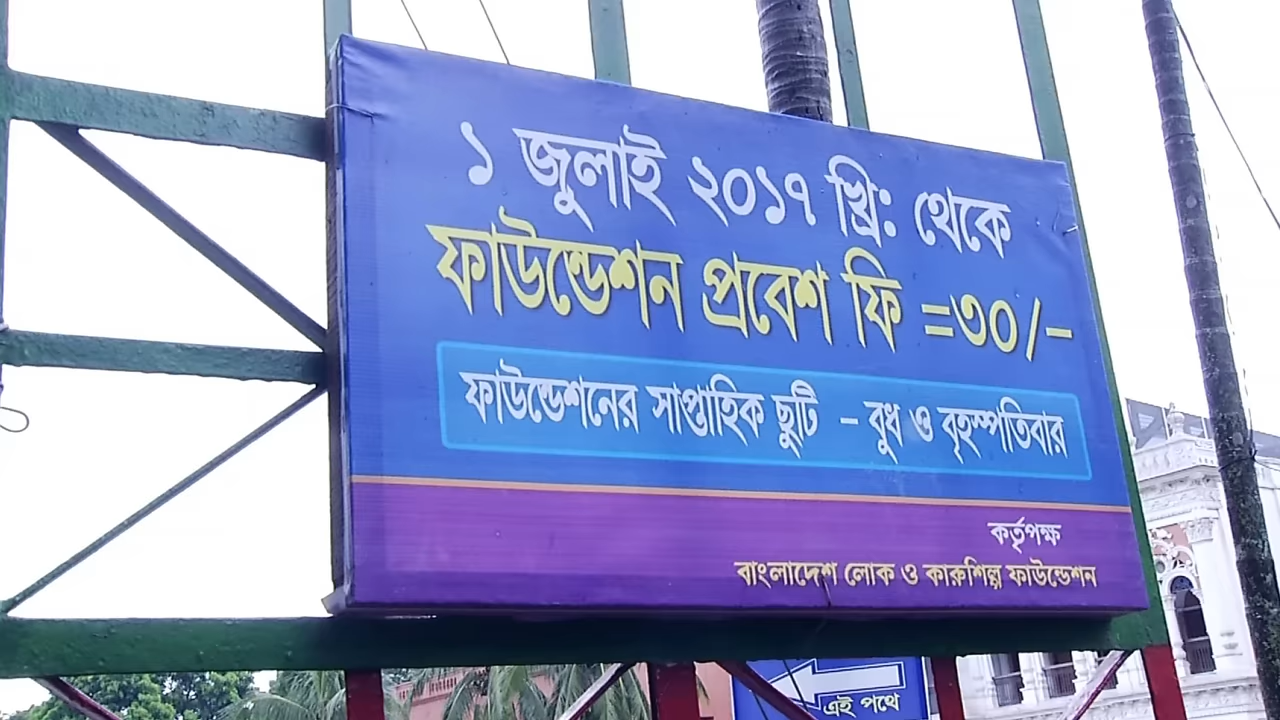 ১ জুলাই ২০১৭ খ্রি: থেকে
ফাউন্ডেশন প্রবেশ ফি =৩০/-
ফাউন্ডেশনের সাপ্তাহিক ছুটি - বুধ ও বৃহস্পতিবার
কর্তৃপক্ষ
বাংলাদেশ লোক ও কারুশিল্প ফাউন্ডেশন
এই পথে